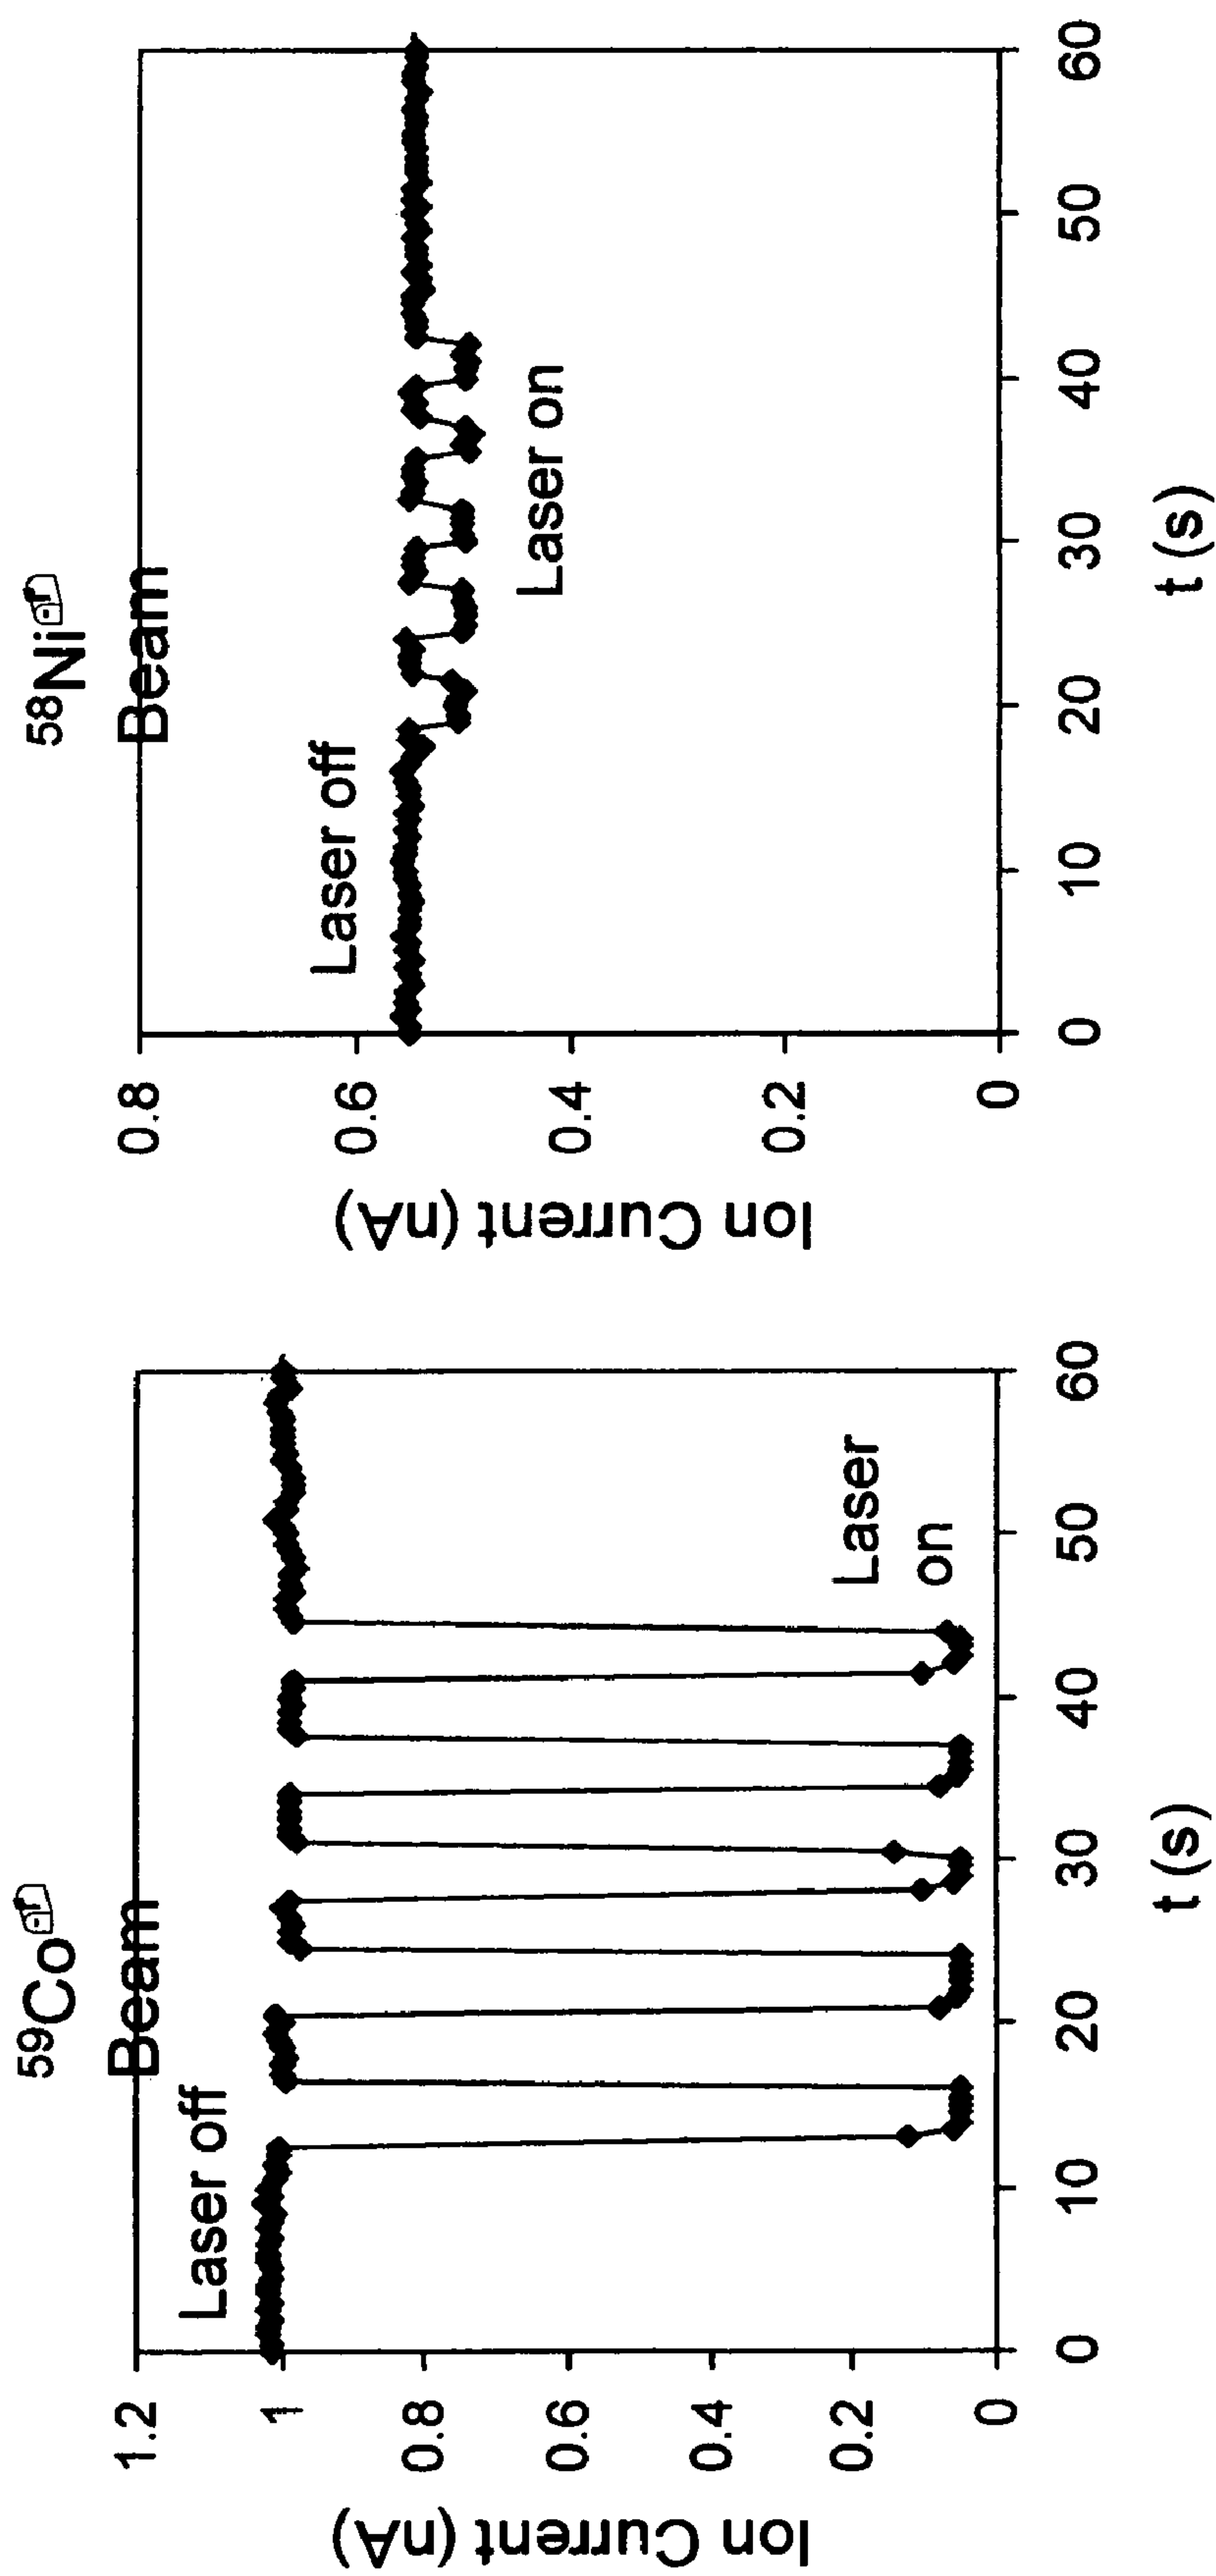 59Co
Beam
Laser off
Laser
on
Ion Current (nA)
1.2
1
0.8
0.6
0.4
0.2
0
0 10 20 30 40 50 60
t (s)
58Ni
Beam
Laser off
Laser on
Ion Current (nA)
0.8
0.6
0.4
0.2
0
0 10 20 30 40 50 60
t (s)